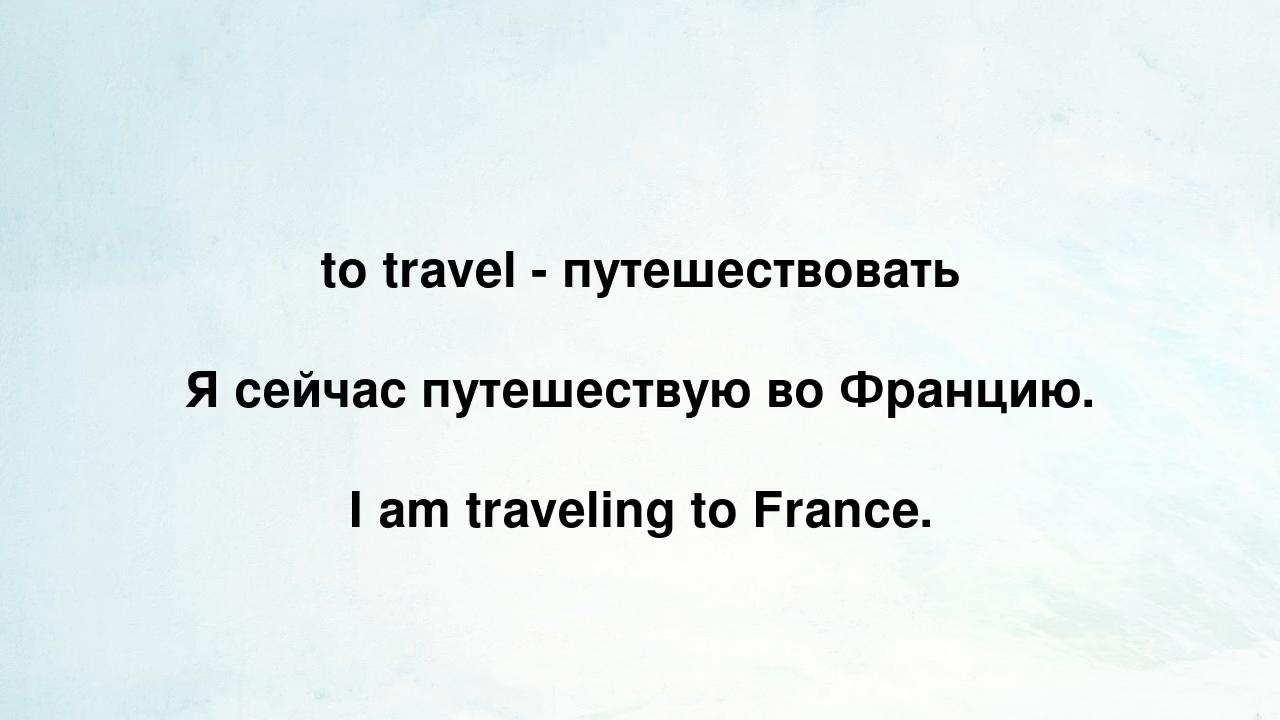 to travel - путешествовать
Я сейчас путешествую во Францию.
I am traveling to France.